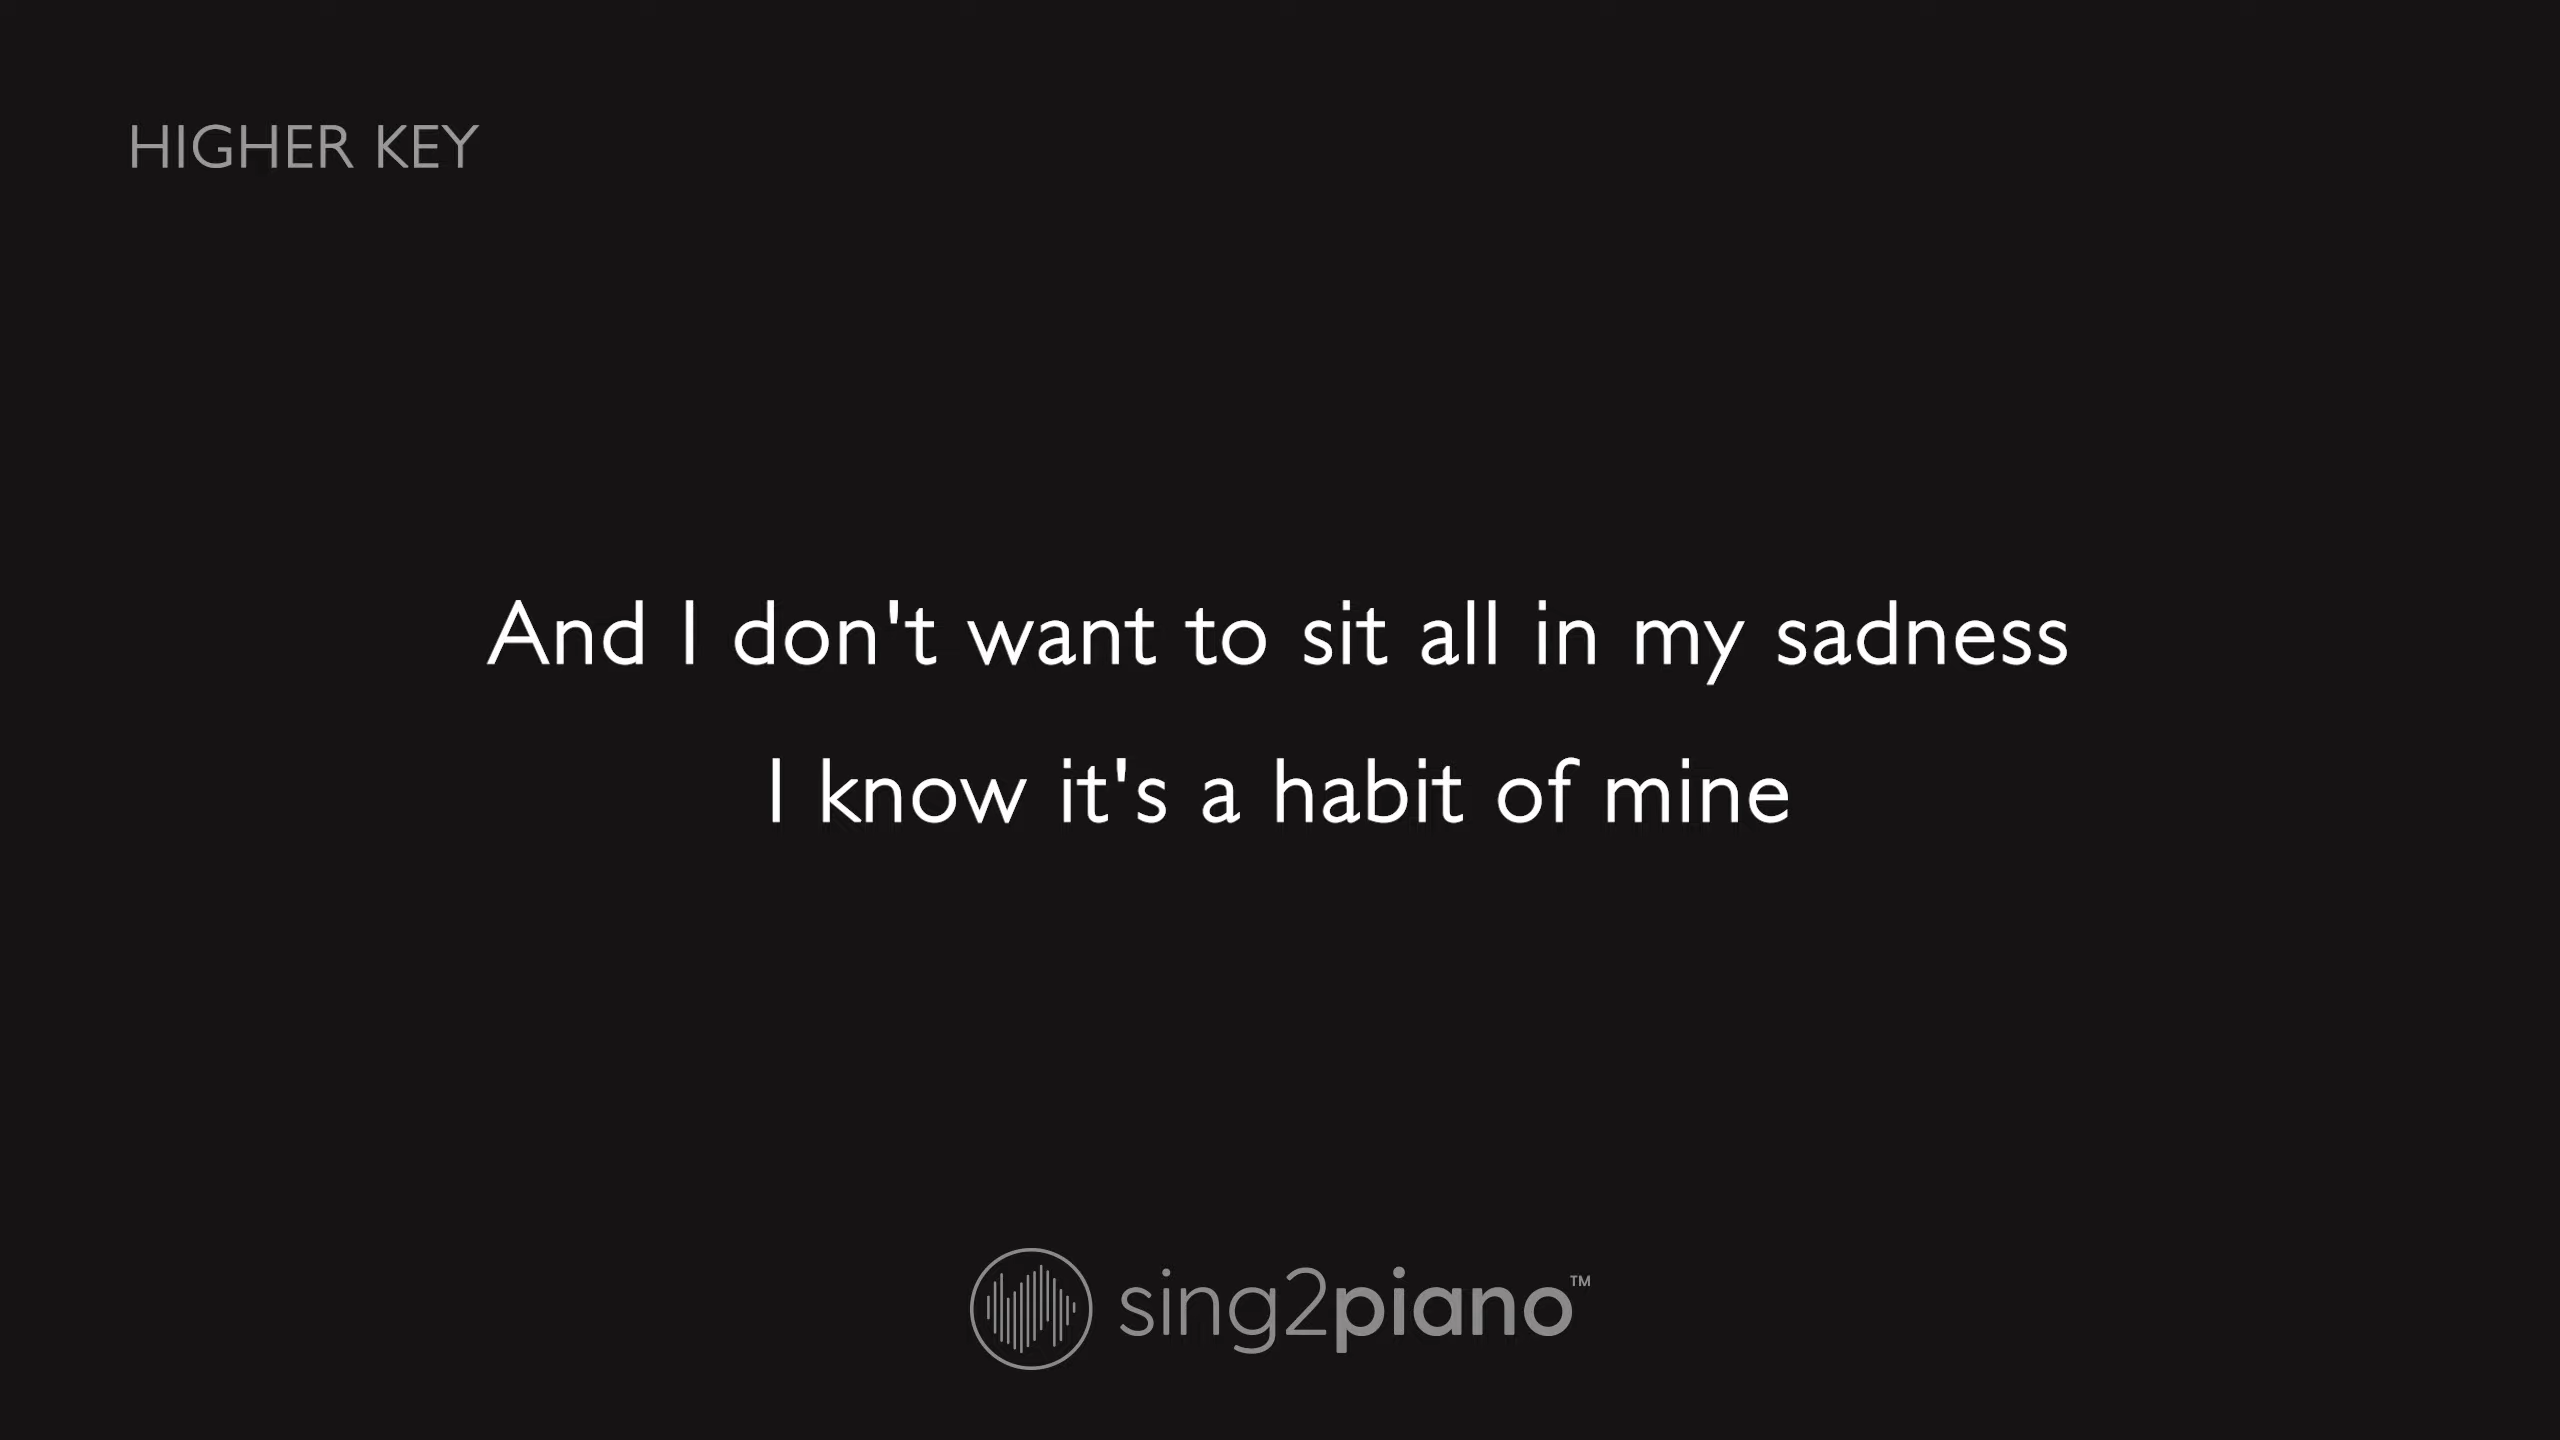 HIGHER KEY
And I don't want to sit all in my sadness
I know it's a habit of mine
sing2piano™